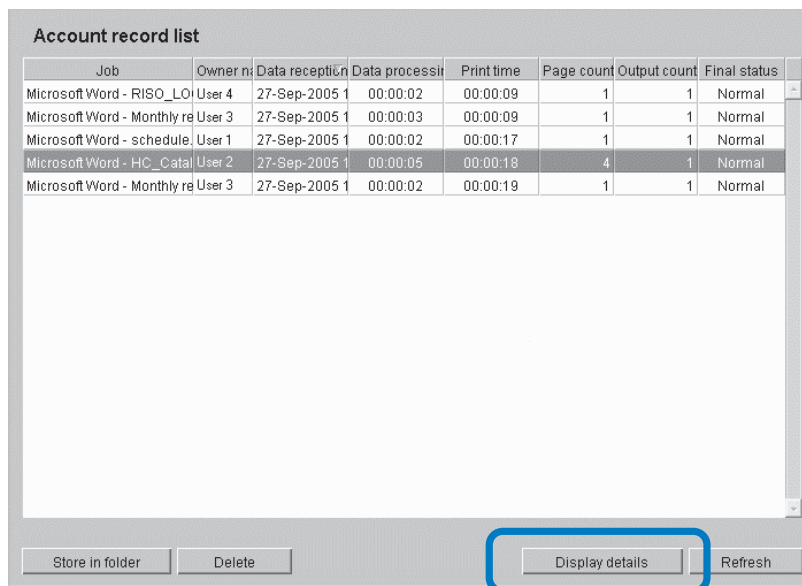 Account record list
Job Owner na Data reception Data processin Print time Page count Output count Final status
Microsoft Word - RISO_LO User 4 27-Sep-2005 1 00:00:02 00:00:09 1 1 Normal
Microsoft Word - Monthly re User 3 27-Sep-2005 1 00:00:03 00:00:09 1 1 Normal
Microsoft Word - schedule. User 1 27-Sep-2005 1 00:00:02 00:00:17 1 1 Normal
Microsoft Word - HC_Catal User 2 27-Sep-2005 1 00:00:05 00:00:18 4 1 Normal
Microsoft Word - Monthly re User 3 27-Sep-2005 1 00:00:02 00:00:19 1 1 Normal
Store in folder Delete Display details Refresh